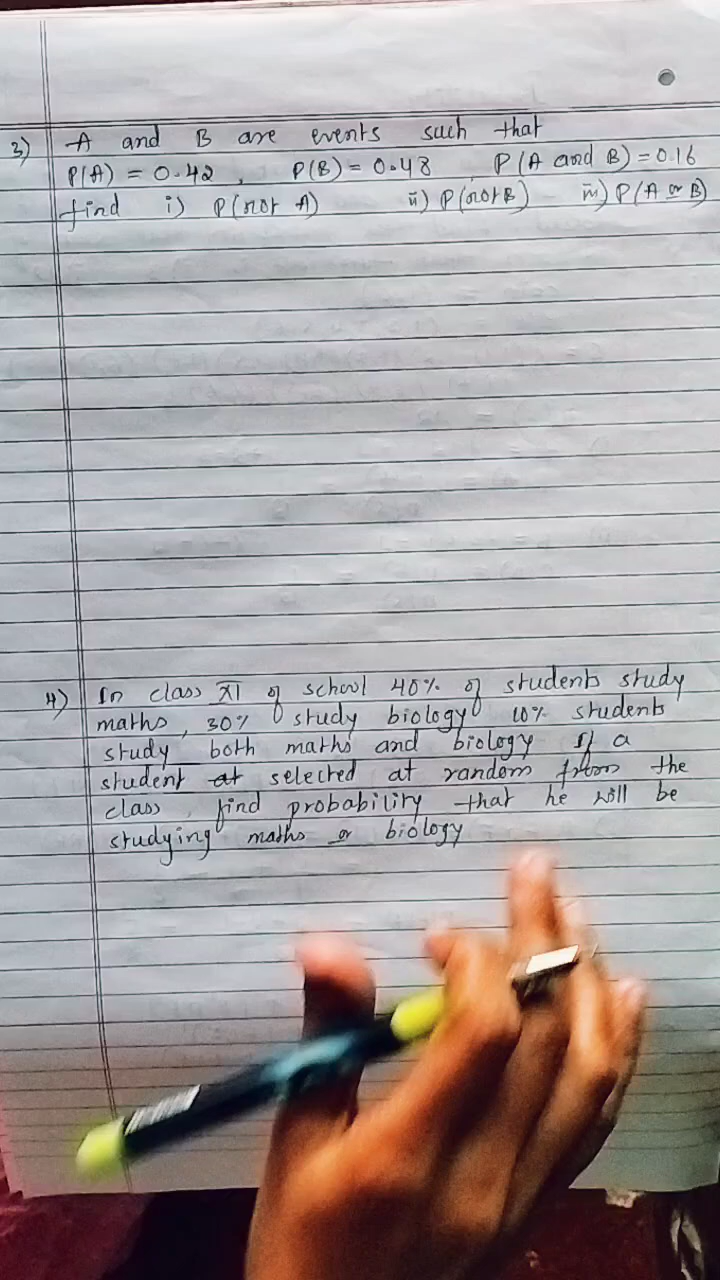 3) A and B are events such that
P(A) = 0.42, P(B) = 0.48, P(A and B) = 0.16
find i) P(not A) ii) P(not B) iii) P(A or B)
4) In class XI of school 40% of students study
maths, 30% study biology 10% students
study both maths and biology If a
student at selected at random from the
class, find probability that he will be
studying maths or biology